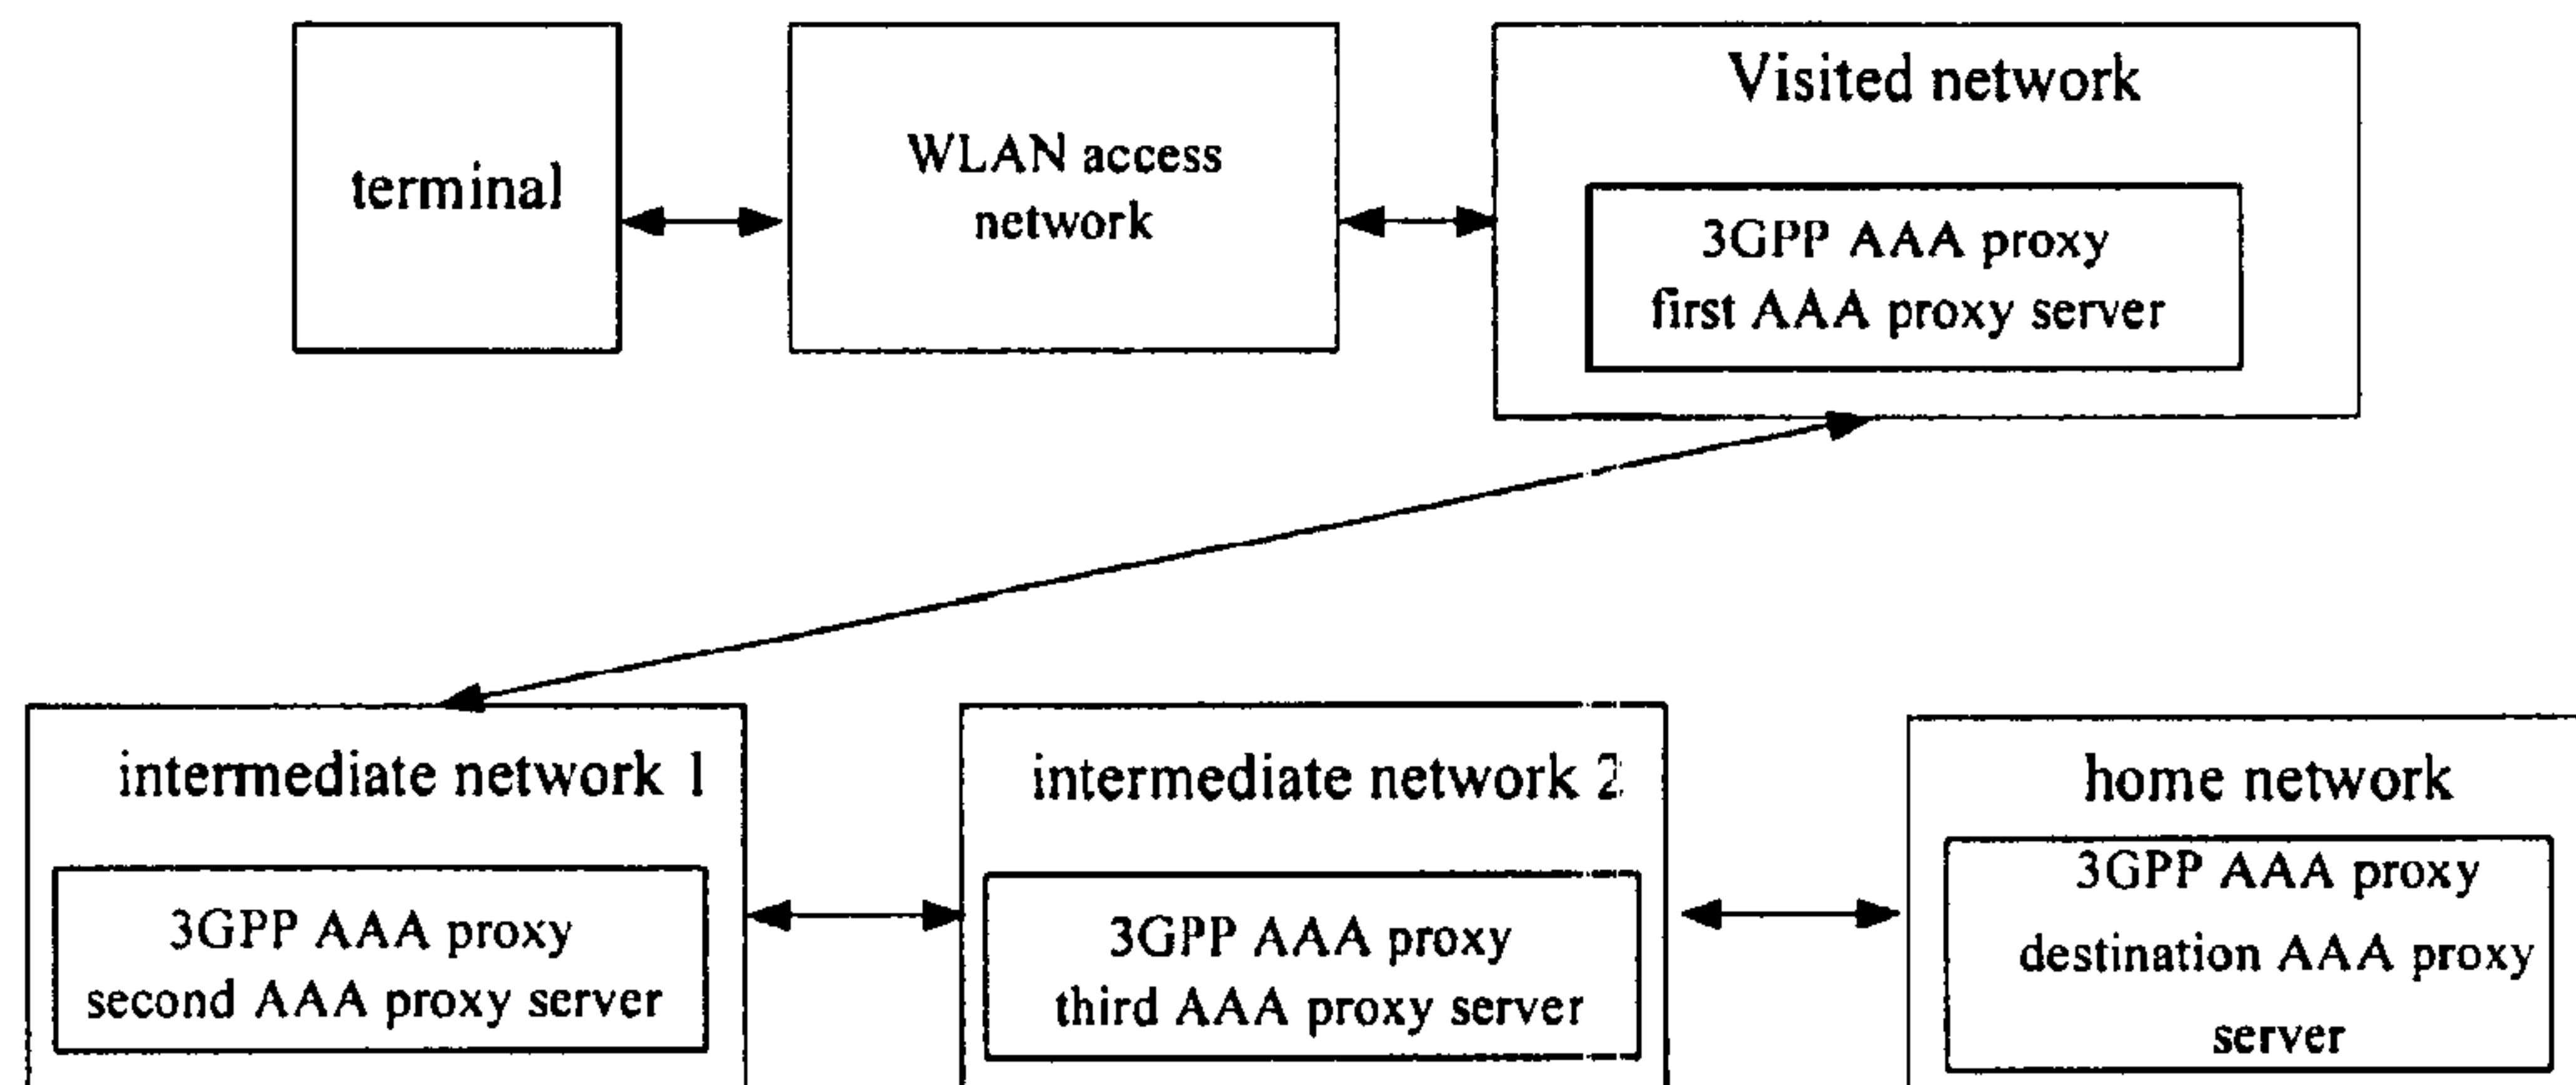 terminal
WLAN access
network
Visited network
3GPP AAA proxy
first AAA proxy server
intermediate network 1
3GPP AAA proxy
second AAA proxy server
intermediate network 2
3GPP AAA proxy
third AAA proxy server
home network
3GPP AAA proxy
destination AAA proxy
server